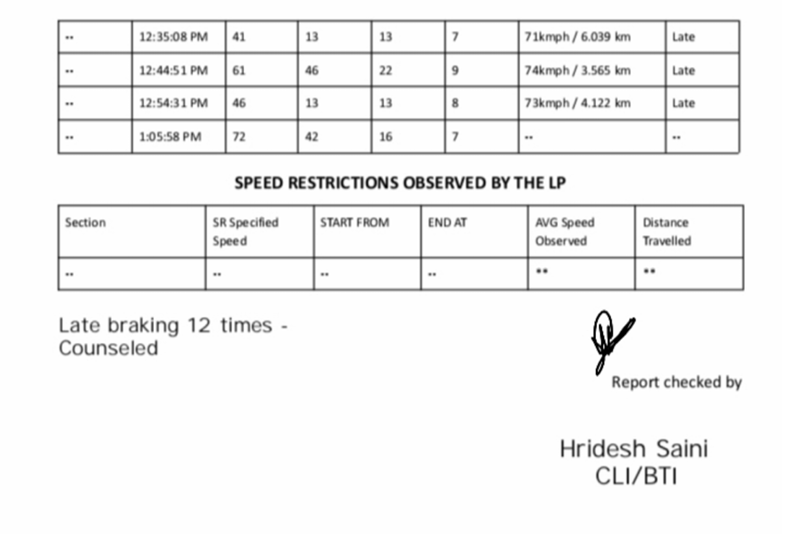 -- 12:35:08 PM 41 13 13 7 71kmph / 6.039 km Late
-- 12:44:51 PM 61 46 22 9 74kmph / 3.565 km Late
-- 12:54:31 PM 46 13 13 8 73kmph / 4.122 km Late
-- 1:05:58 PM 72 42 16 7 -- --
SPEED RESTRICTIONS OBSERVED BY THE LP
Section SR Specified Speed START FROM END AT AVG Speed Observed Distance Travelled
-- -- -- -- ** **
Late braking 12 times -
Counseled
Report checked by
Hridesh Saini
CLI/BTI